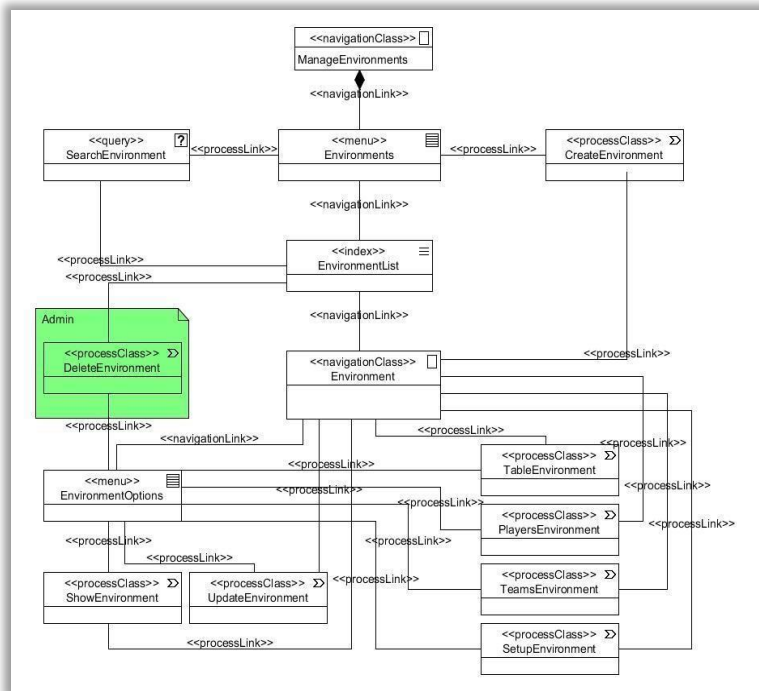 <<navigationClass>>
ManageEnvironments
<<navigationLink>>
<<query>>
SearchEnvironment
<<processLink>>
<<menu>>
Environments
<<processLink>>
<<processClass>>
CreateEnvironment
<<navigationLink>>
<<processLink>>
<<processLink>>
<<index>>
EnvironmentList
<<navigationLink>>
Admin
<<processClass>>
DeleteEnvironment
<<navigationClass>>
Environment
<<processLink>>
<<processLink>>
<<navigationLink>>
<<processLink>>
<<processLink>>
<<menu>>
EnvironmentOptions
<<processLink>>
<<processClass>>
TableEnvironment
<<processLink>>
<<processLink>>
<<processLink>>
<<processClass>>
PlayersEnvironment
<<processLink>>
<<processLink>>
<<processLink>>
<<processLink>>
<<processClass>>
ShowEnvironment
<<processClass>>
UpdateEnvironment
<<processLink>>
<<processClass>>
TeamsEnvironment
<<processLink>>
<<processClass>>
SetupEnvironment